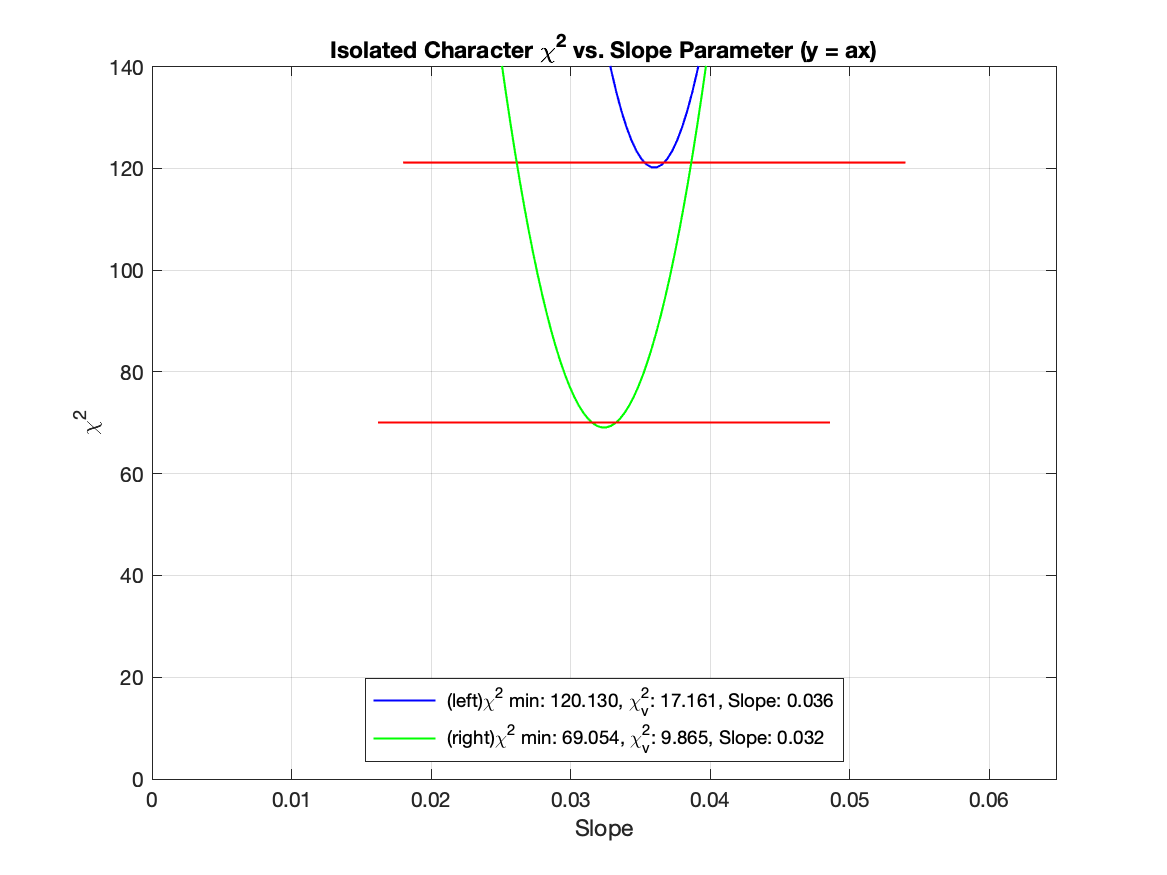 Isolated Character χ² vs. Slope Parameter (y = ax)
140
120
100
80
60
40
20
0
χ²
(left)χ² min: 120.130, χ²ᵥ: 17.161, Slope: 0.036
(right)χ² min: 69.054, χ²ᵥ: 9.865, Slope: 0.032
0 0.01 0.02 0.03 0.04 0.05 0.06
Slope